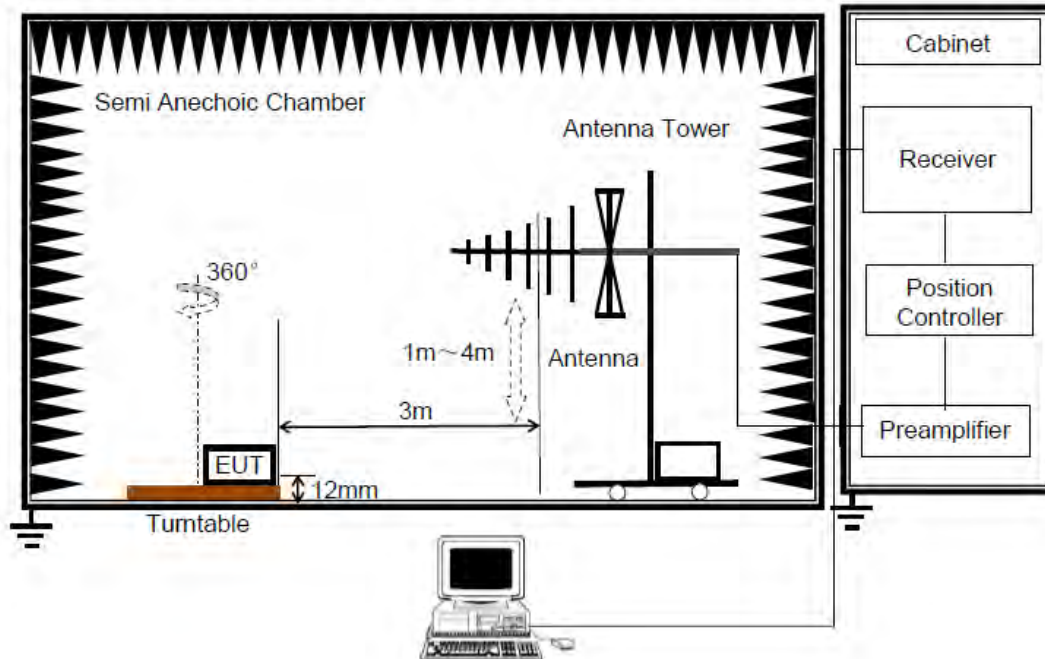 Cabinet
Semi Anechoic Chamber
Antenna Tower
Receiver
360°
Position
Controller
1m～4m
Antenna
3m
Preamplifier
EUT
12mm
Turntable